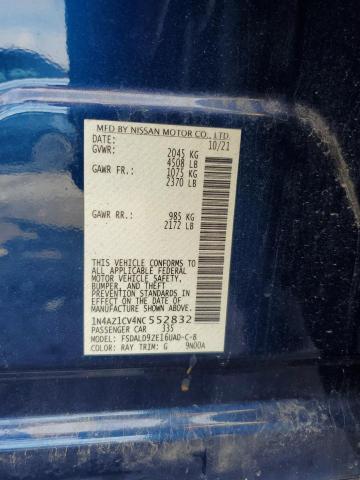 MFD BY NISSAN MOTOR CO., LTD.
DATE: 10/21
GVWR: 2045 KG
4508 LB
GAWR FR: 1075 KG
2370 LB
GAWR RR: 985 KG
2172 LB
THIS VEHICLE CONFORMS TO
ALL APPLICABLE FEDERAL
MOTOR VEHICLE SAFETY,
BUMPER, AND THEFT
PREVENTION STANDARDS
IN EFFECT ON THE DATE OF
MANUFACTURE SHOWN ABOVE.
1N4AZ1CV4NC552832
PASSENGER CAR 335
MODEL: FSDALD9ZE16UAD-C-8
COLOR: RAY TRIM: G 9N00A